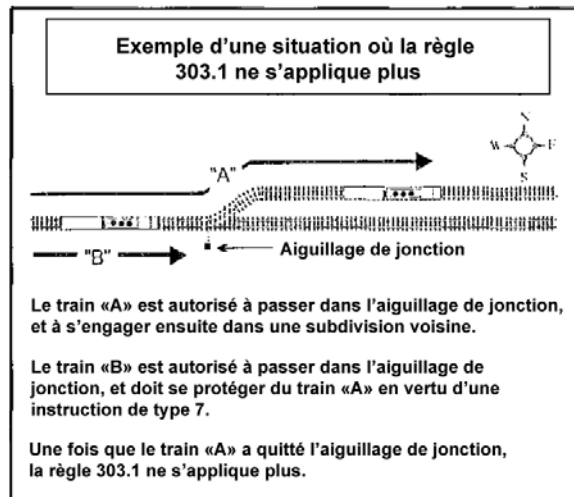 Exemple d'une situation où la règle
303.1 ne s'applique plus
N
"A"
W
E
S
"B"
Aiguillage de jonction
Le train «A» est autorisé à passer dans l'aiguillage de jonction,
et à s'engager ensuite dans une subdivision voisine.
Le train «B» est autorisé à passer dans l'aiguillage de
jonction, et doit se protéger du train «A» en vertu d'une
instruction de type 7.
Une fois que le train «A» a quitté l'aiguillage de jonction,
la règle 303.1 ne s'applique plus.